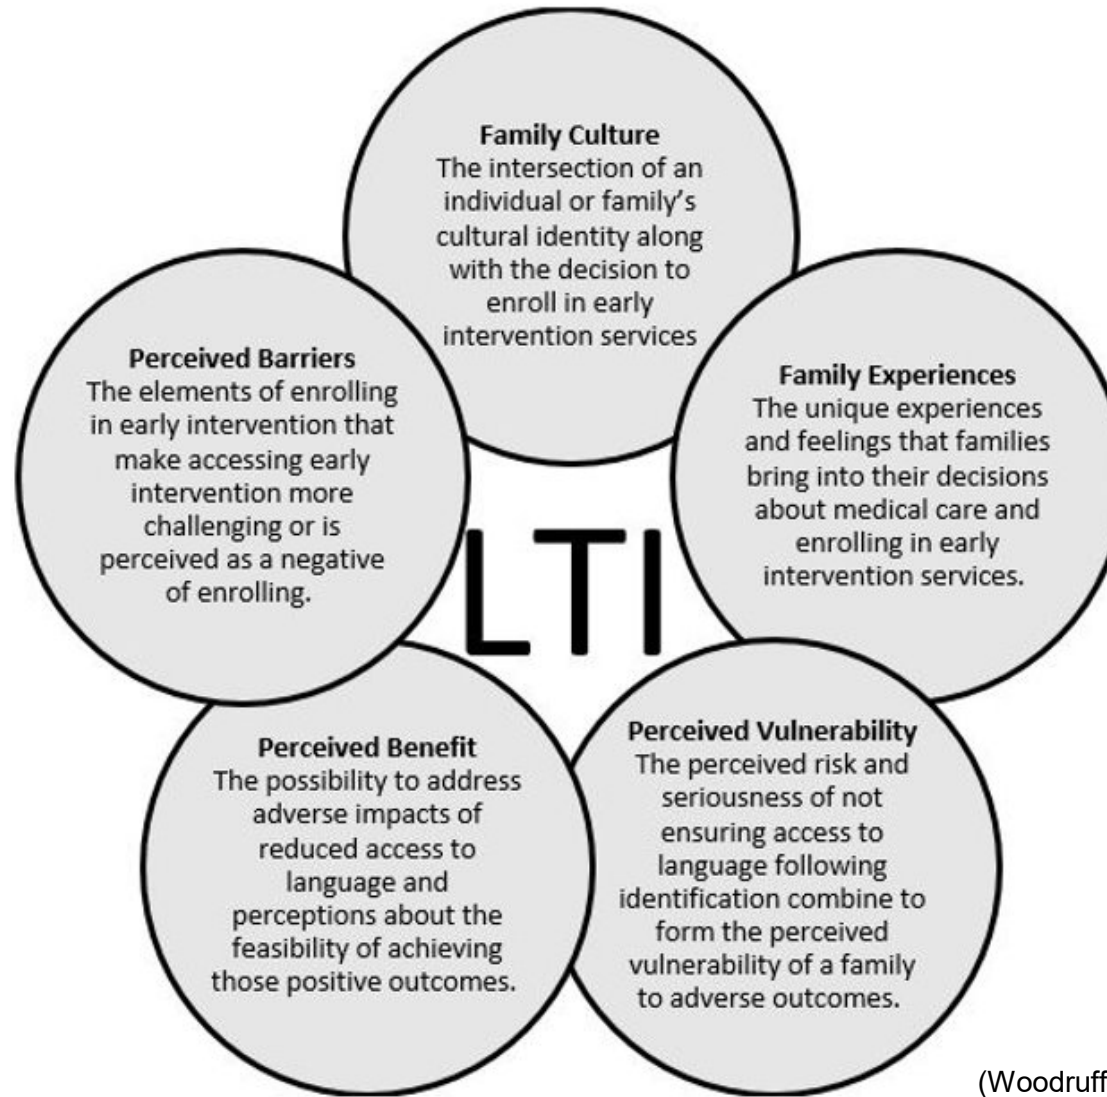 Family Culture
The intersection of an
individual or family's
cultural identity along
with the decision to
enroll in early
intervention services
Perceived Barriers
The elements of enrolling
in early intervention that
make accessing early
intervention more
challenging or is
perceived as a negative
of enrolling.
Family Experiences
The unique experiences
and feelings that families
bring into their decisions
about medical care and
enrolling in early
intervention services.
LTI
Perceived Benefit
The possibility to address
adverse impacts of
reduced access to
language and
perceptions about the
feasibility of achieving
those positive outcomes.
Perceived Vulnerability
The perceived risk and
seriousness of not
ensuring access to
language following
identification combine to
form the perceived
vulnerability of a family
to adverse outcomes.
(Woodruff